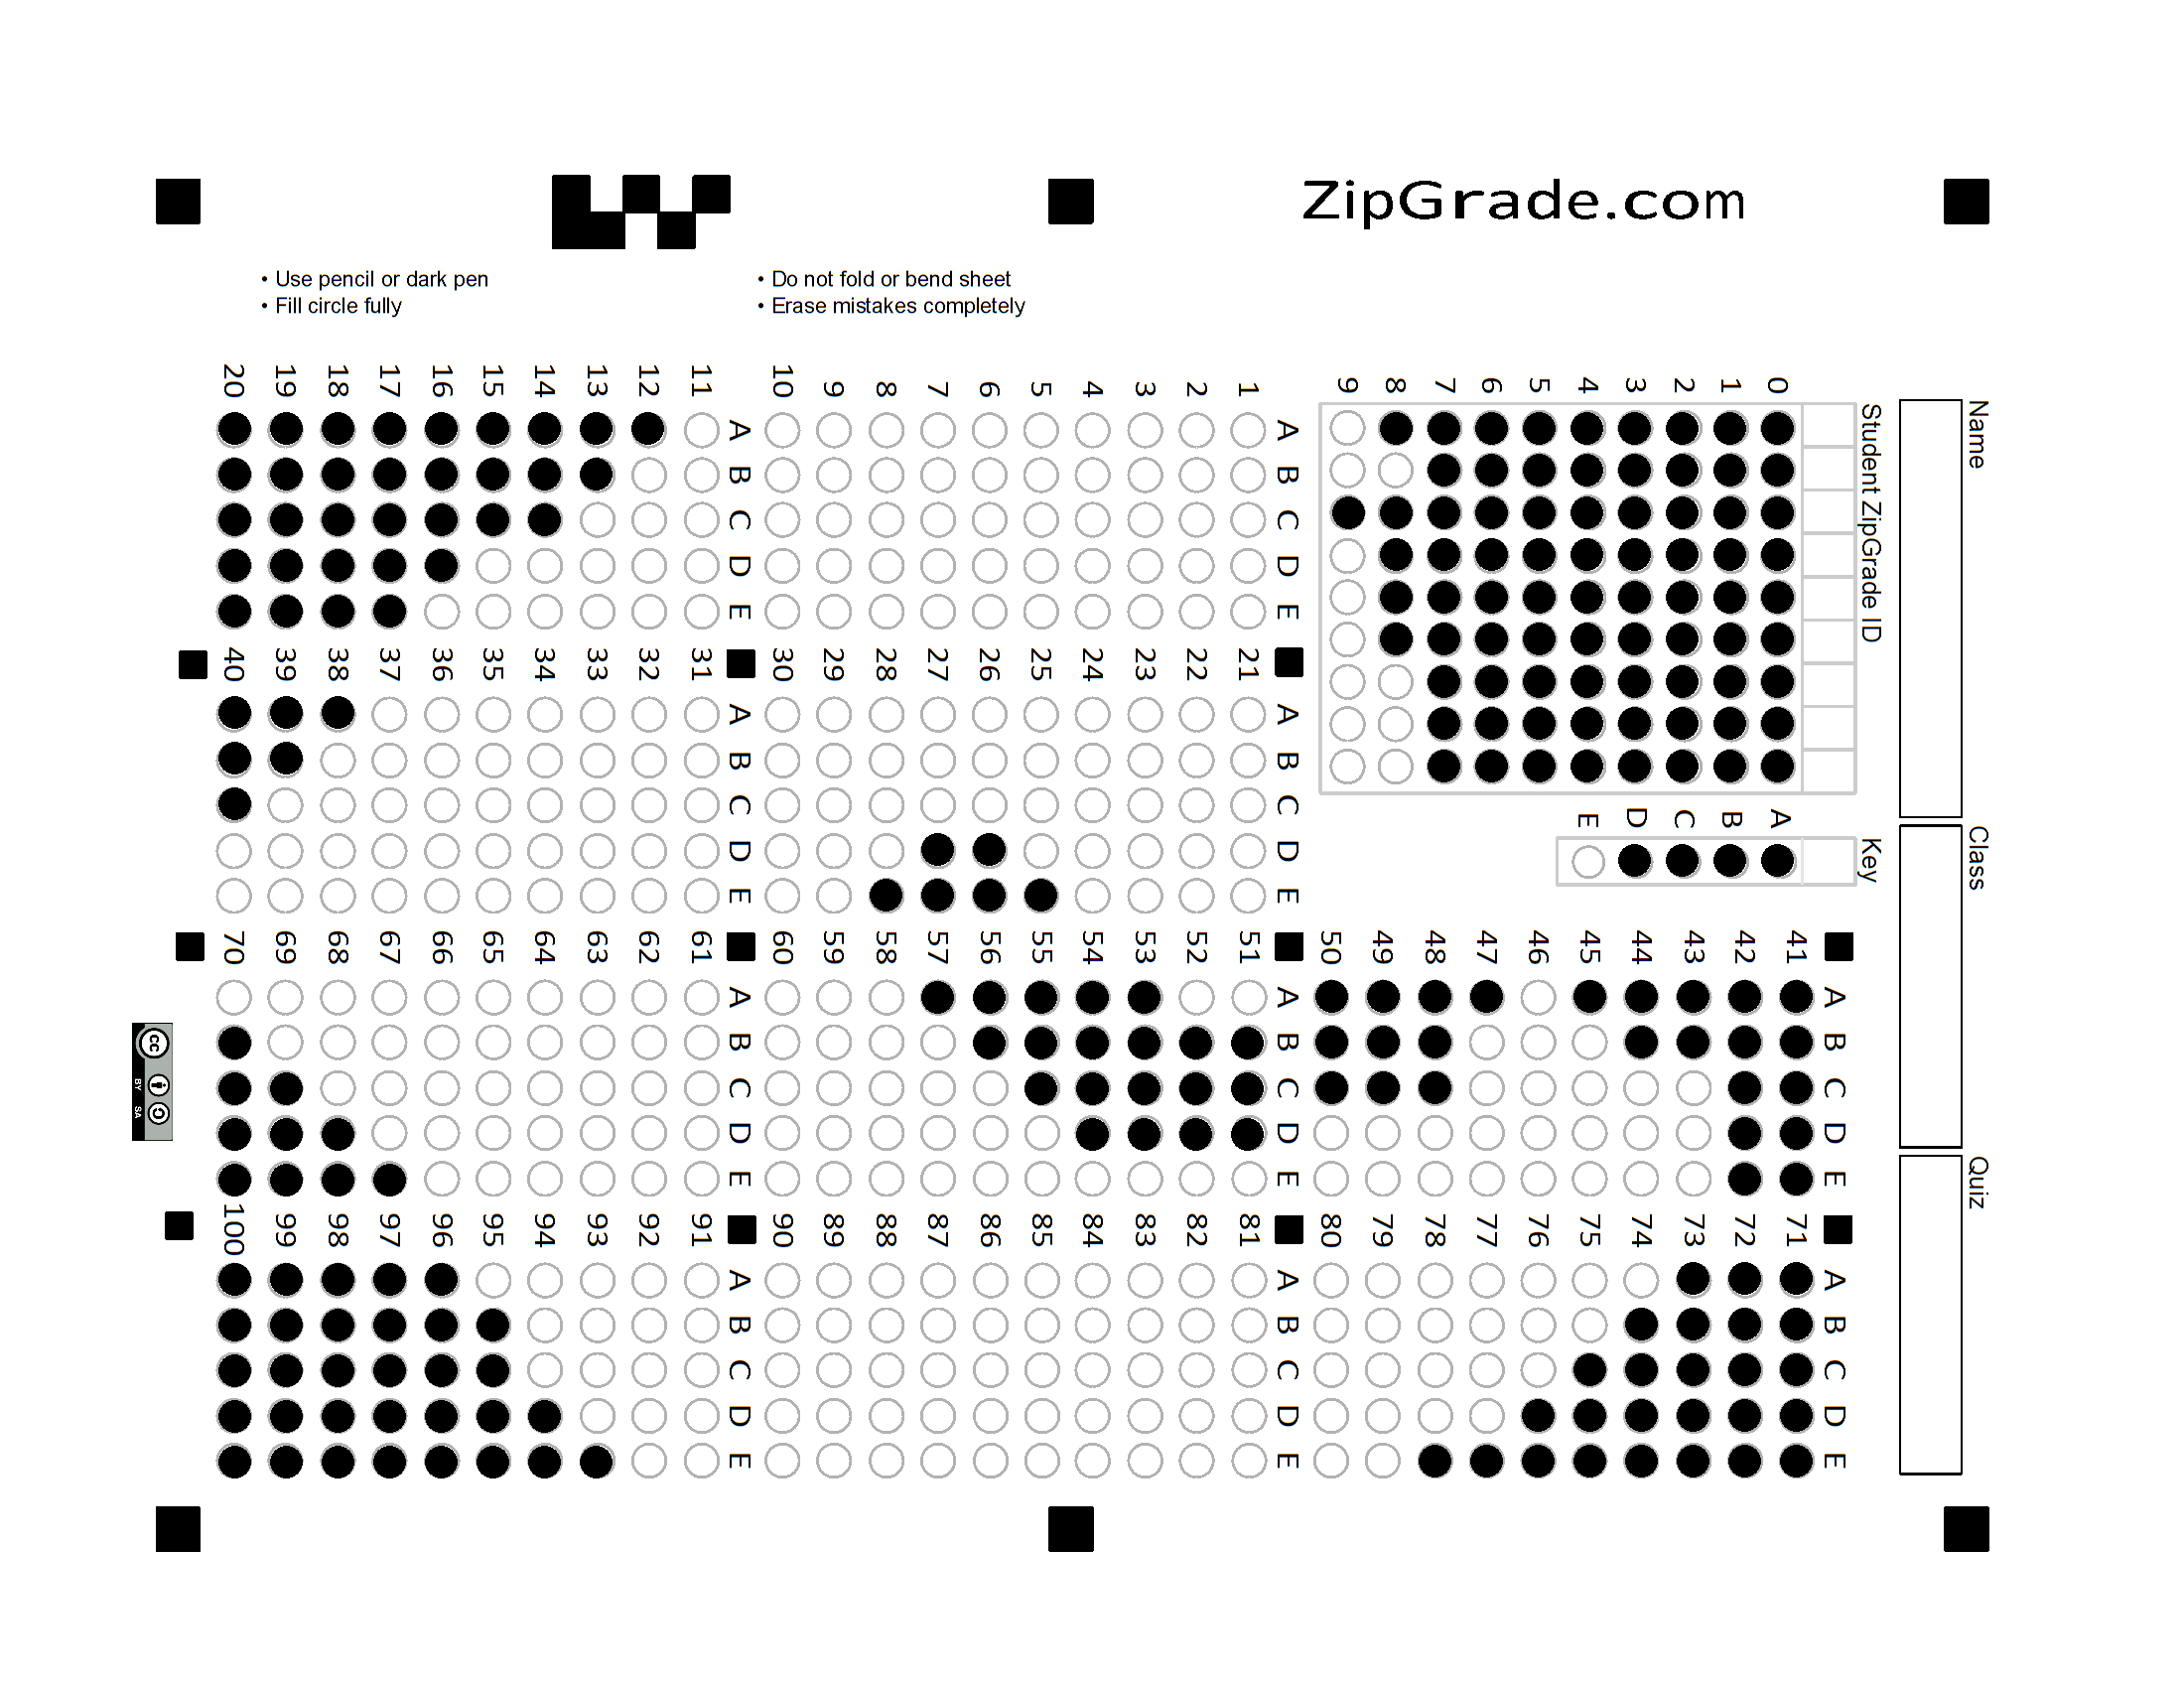 ZipGrade.com
• Use pencil or dark pen
• Fill circle fully
• Do not fold or bend sheet
• Erase mistakes completely
Name
Class
Quiz
Student ZipGrade ID
0 1 2 3 4 5 6 7 8 9
Key
A B C D E
A B C D E
41 42 43 44 45 46 47 48 49 50
A B C D E
71 72 73 74 75 76 77 78 79 80
A B C D E
1 2 3 4 5 6 7 8 9 10
A B C D E
21 22 23 24 25 26 27 28 29 30
A B C D E
51 52 53 54 55 56 57 58 59 60
A B C D E
81 82 83 84 85 86 87 88 89 90
A B C D E
11 12 13 14 15 16 17 18 19 20
A B C D E
31 32 33 34 35 36 37 38 39 40
A B C D E
61 62 63 64 65 66 67 68 69 70
A B C D E
91 92 93 94 95 96 97 98 99 100
cc
BY SA